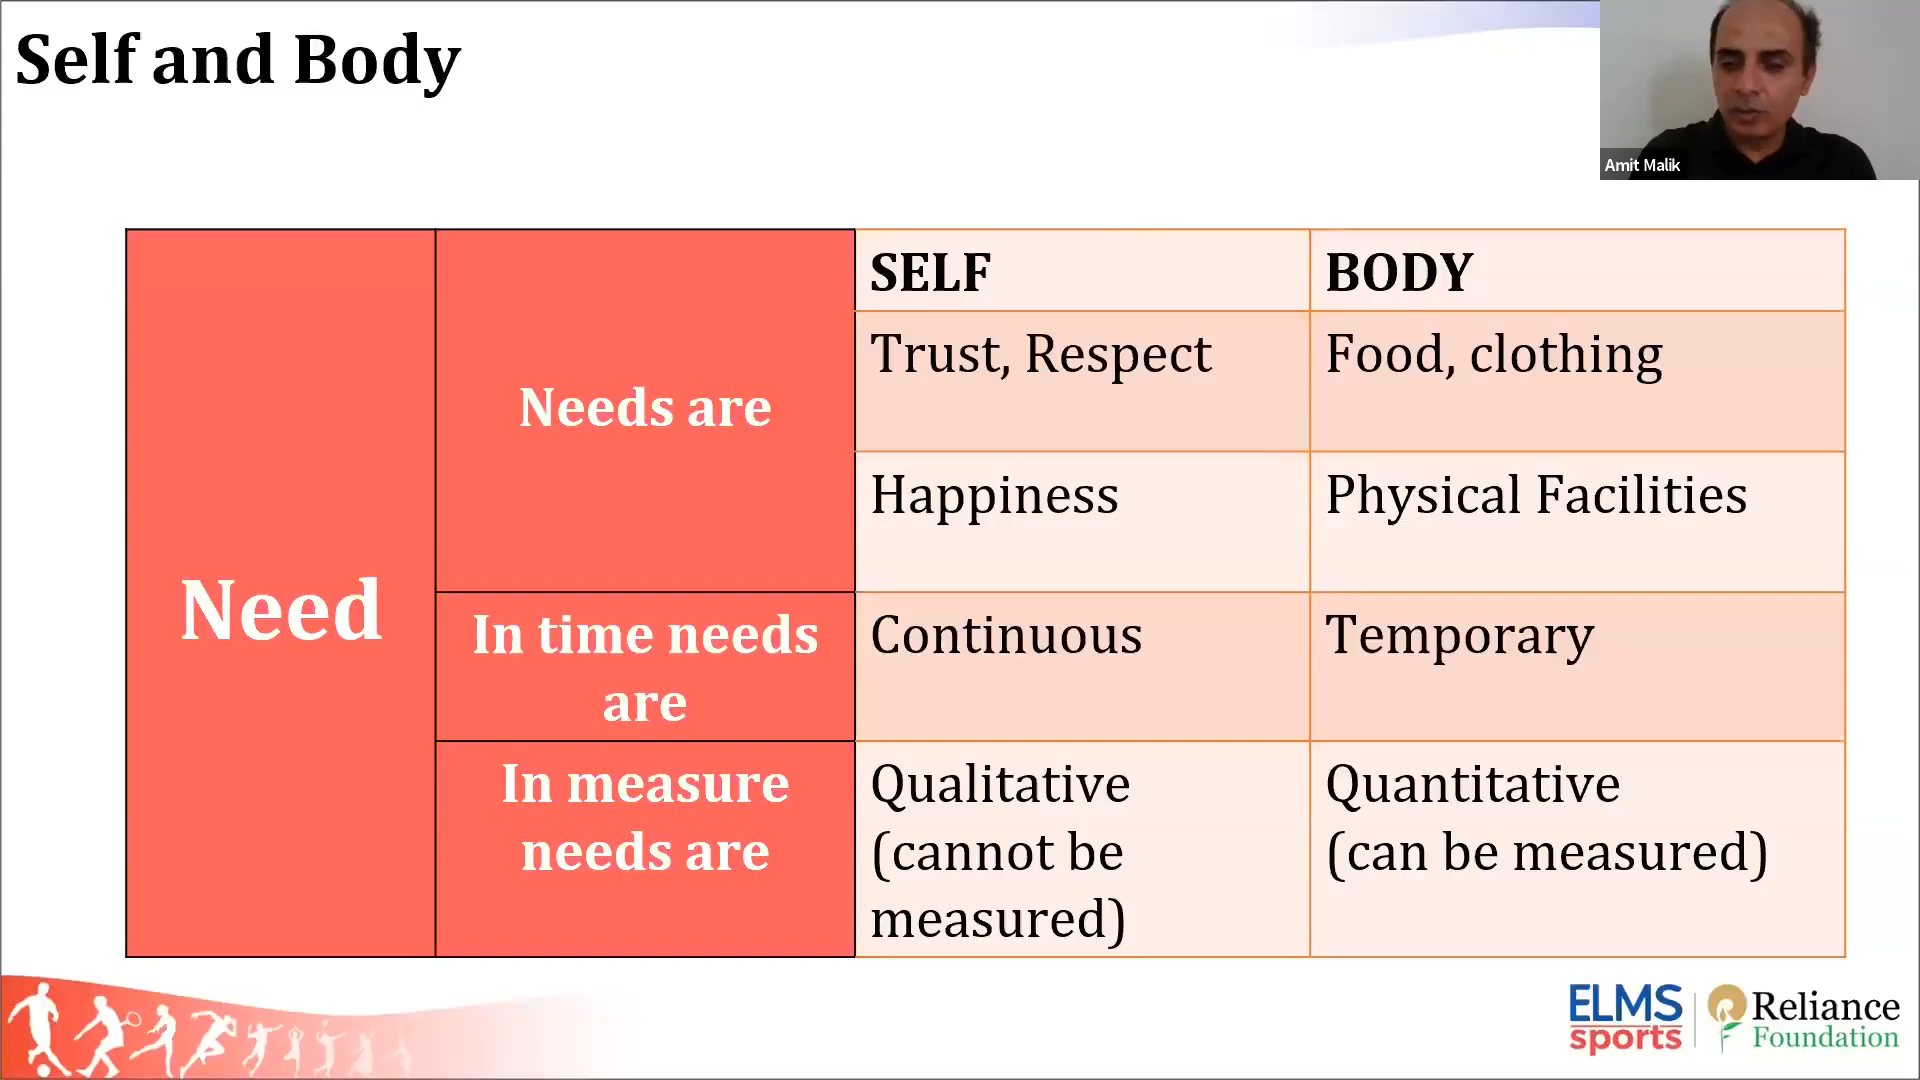 Self and Body
Amit Malik
SELF
BODY
Need
Needs are
Trust, Respect
Food, clothing
Happiness
Physical Facilities
In time needs
are
Continuous
Temporary
In measure
needs are
Qualitative
(cannot be
measured)
Quantitative
(can be measured)
ELMS
sports
Reliance
Foundation